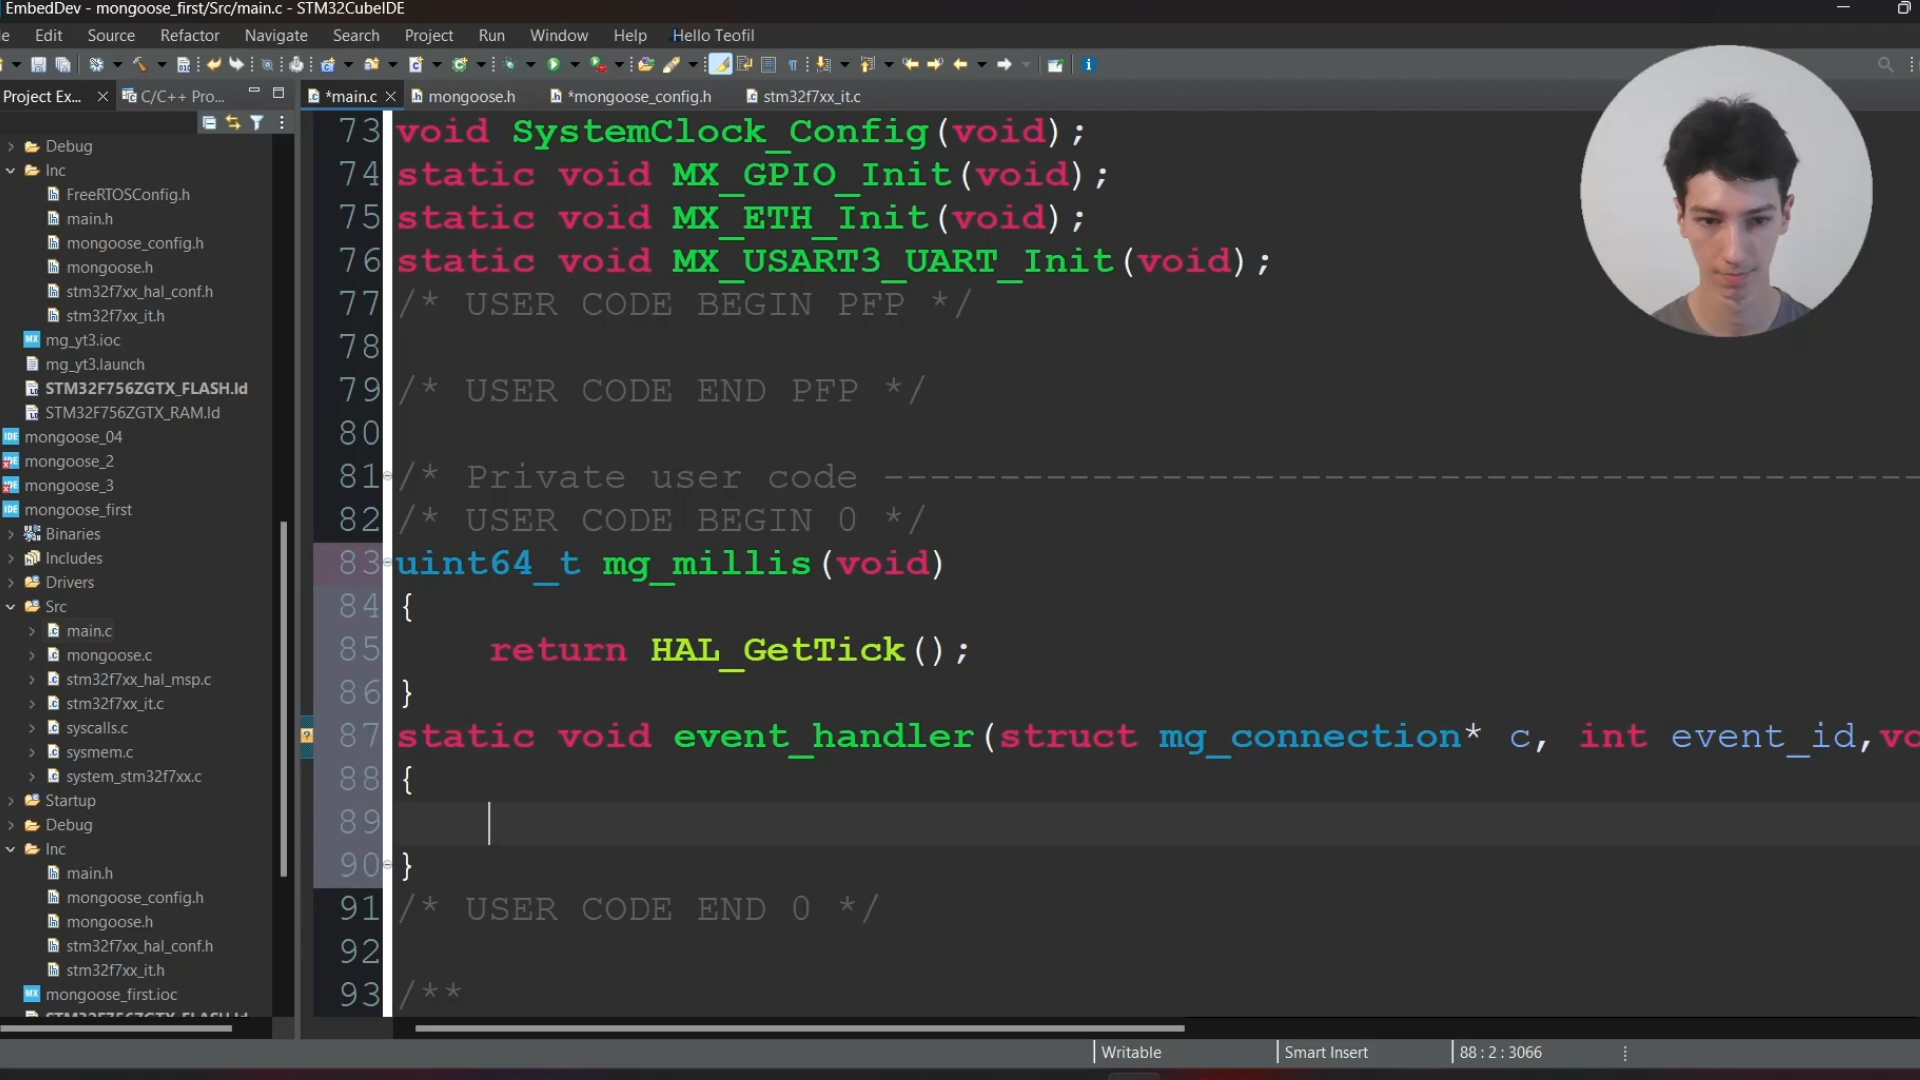 EmbedDev - mongoose_first/Src/main.c - STM32CubeIDE
Edit Source Refactor Navigate Search Project Run Window Help Hello Teofil
Project Ex... C/C++ Pro...
*main.c mongoose.h *mongoose_config.h stm32f7xx_it.c
Debug
Inc
FreeRTOSConfig.h
main.h
mongoose_config.h
mongoose.h
stm32f7xx_hal_conf.h
stm32f7xx_it.h
mg_yt3.ioc
mg_yt3.launch
STM32F756ZGTX_FLASH.ld
STM32F756ZGTX_RAM.ld
mongoose_04
mongoose_2
mongoose_3
mongoose_first
Binaries
Includes
Drivers
Src
main.c
mongoose.c
stm32f7xx_hal_msp.c
stm32f7xx_it.c
syscalls.c
sysmem.c
system_stm32f7xx.c
Startup
Debug
Inc
main.h
mongoose_config.h
mongoose.h
stm32f7xx_hal_conf.h
stm32f7xx_it.h
mongoose_first.ioc
STM32F756ZGTX_FLASH.ld
73 void SystemClock_Config(void);
74 static void MX_GPIO_Init(void);
75 static void MX_ETH_Init(void);
76 static void MX_USART3_UART_Init(void);
77 /* USER CODE BEGIN PFP */
78
79 /* USER CODE END PFP */
80
81 /* Private user code ---------------------------------------------
82 /* USER CODE BEGIN 0 */
83 uint64_t mg_millis(void)
84 {
85 return HAL_GetTick();
86 }
87 static void event_handler(struct mg_connection* c, int event_id,vo
88 {
89
90 }
91 /* USER CODE END 0 */
92
93 /**
Writable Smart Insert 88 : 2 : 3066